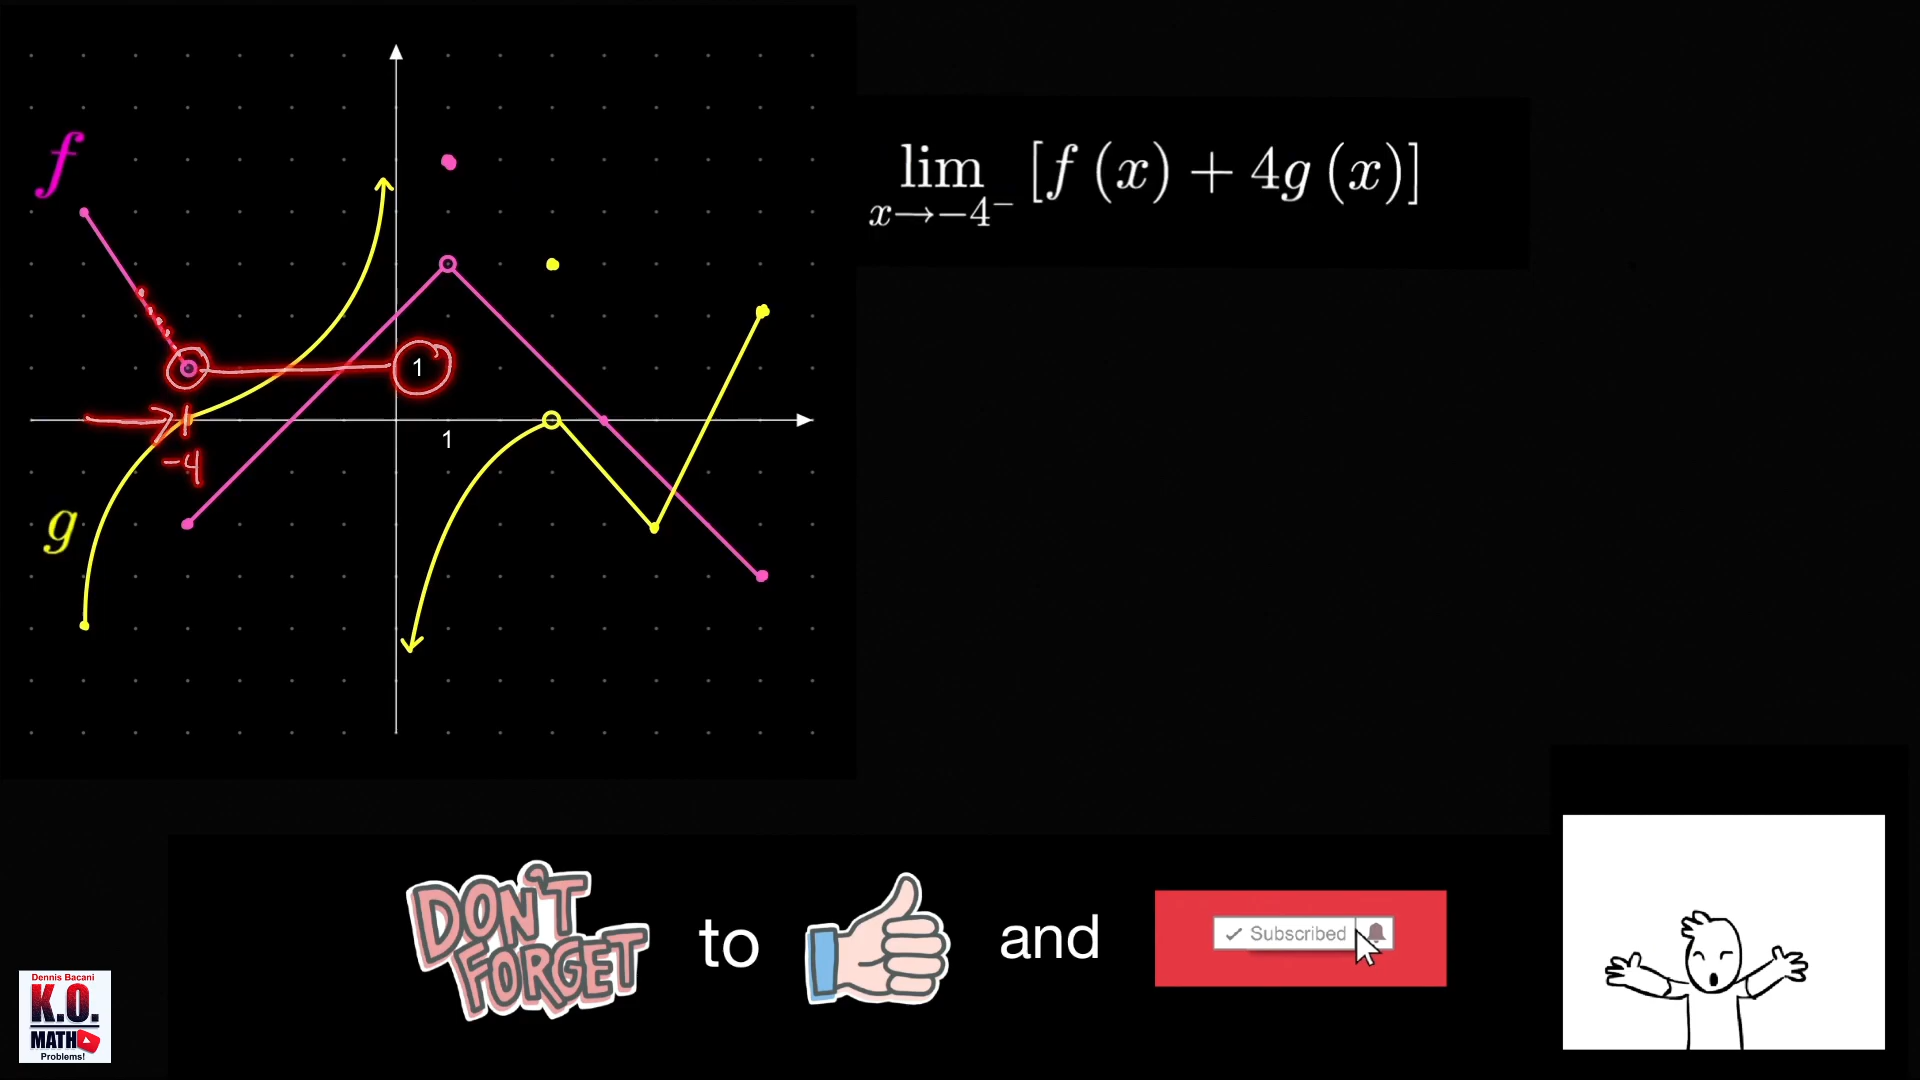 f
lim [f (x) + 4g (x)]
x→−4⁻
1
1
-4
g
DON'T
FORGET
to
and
Subscribed
Dennis Bacani
K.O.
MATH
Problems!